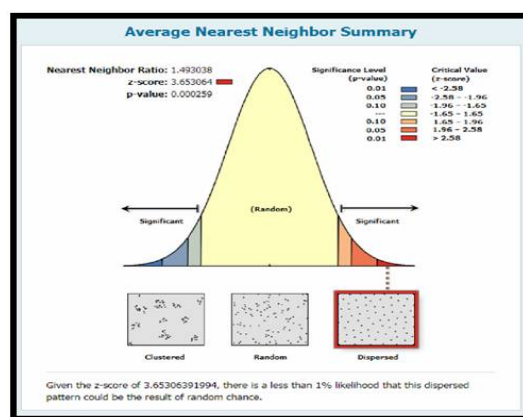 Average Nearest Neighbor Summary
Nearest Neighbor Ratio: 1.493038
z-score: 3.653064
p-value: 0.000259
Significance Level (p-value) Critical Value (z-score)
0.01 < -2.58
0.05 -2.58 - -1.96
0.10 -1.96 - -1.65
--- -1.65 - 1.65
0.10 1.65 - 1.96
0.05 1.96 - 2.58
0.01 > 2.58
Significant (Random) Significant
Clustered Random Dispersed
Given the z-score of 3.65306391994, there is a less than 1% likelihood that this dispersed
pattern could be the result of random chance.